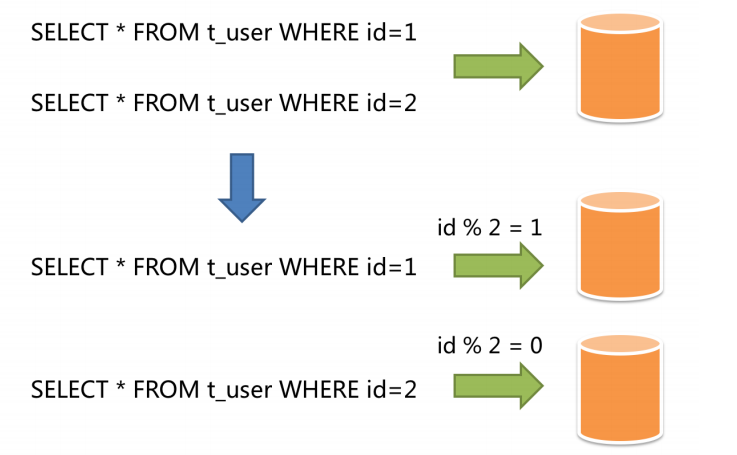 SELECT * FROM t_user WHERE id=1
SELECT * FROM t_user WHERE id=2
id % 2 = 1
SELECT * FROM t_user WHERE id=1
id % 2 = 0
SELECT * FROM t_user WHERE id=2